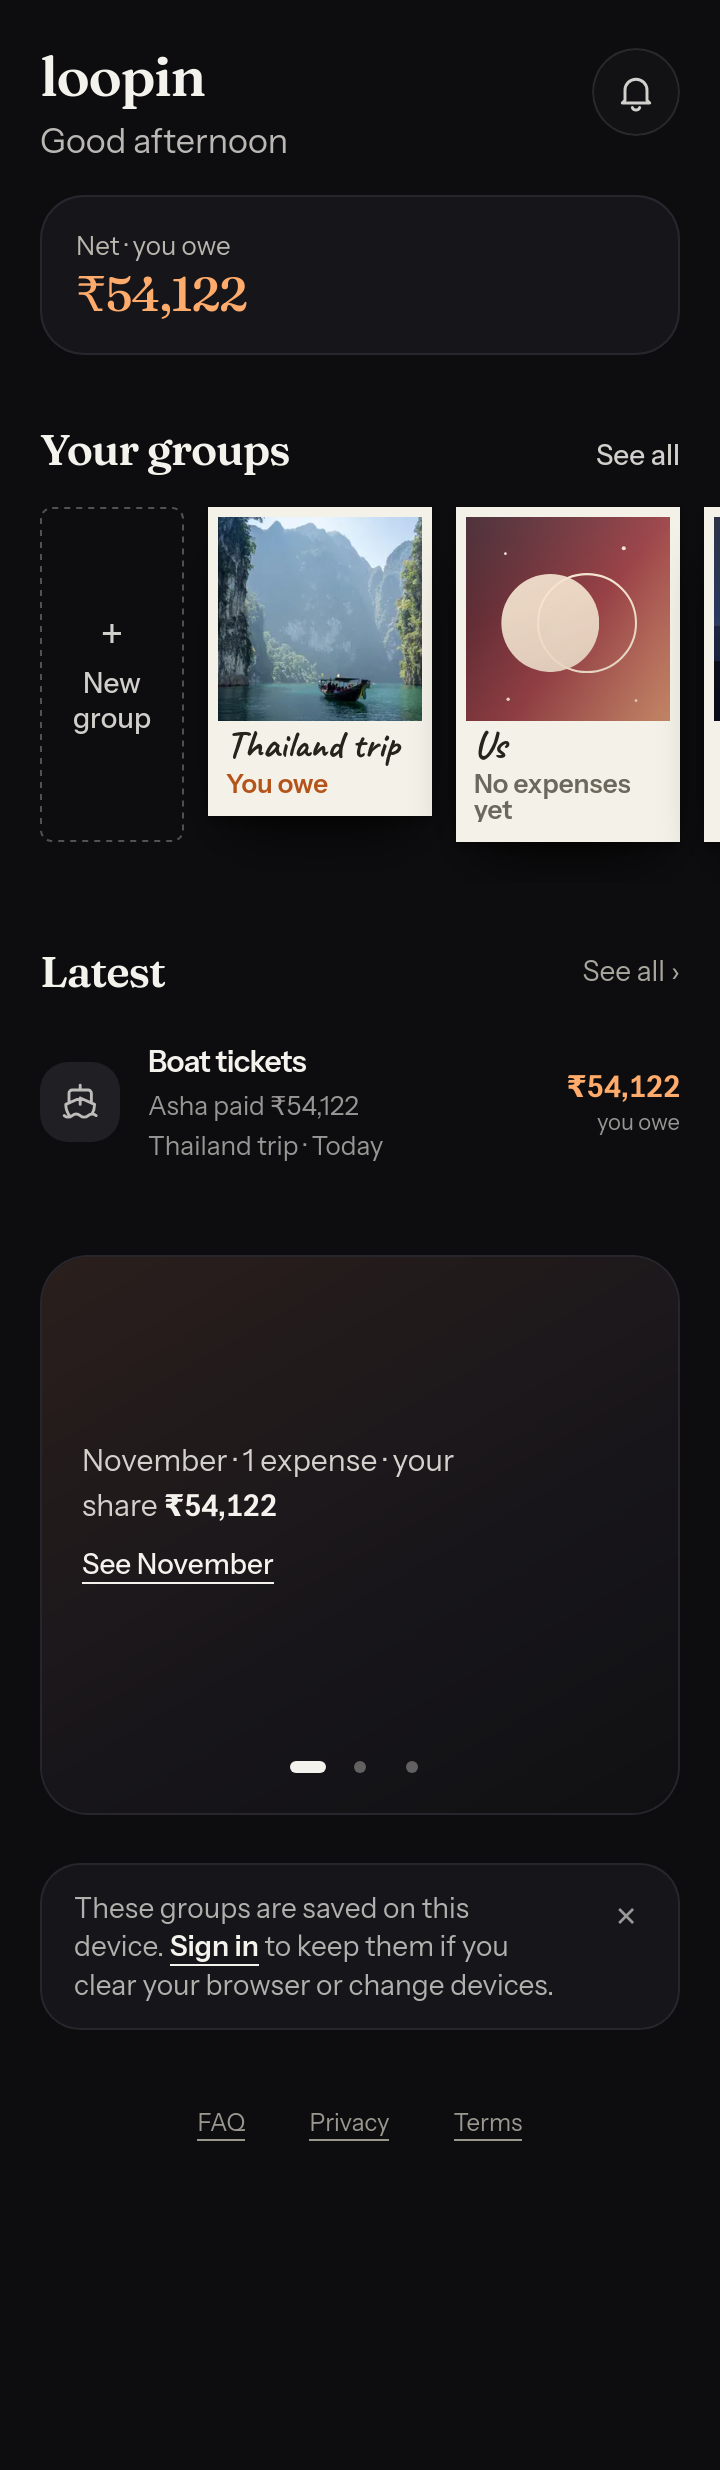 loopin
Good afternoon
Net · you owe
₹54,122
Your groups
See all
+
New
group
Thailand trip
You owe
Us
No expenses
yet
Latest
See all ›
Boat tickets
Asha paid ₹54,122
Thailand trip · Today
₹54,122
you owe
November · 1 expense · your
share ₹54,122
See November
These groups are saved on this
device. Sign in to keep them if you
clear your browser or change devices.
×
FAQ
Privacy
Terms